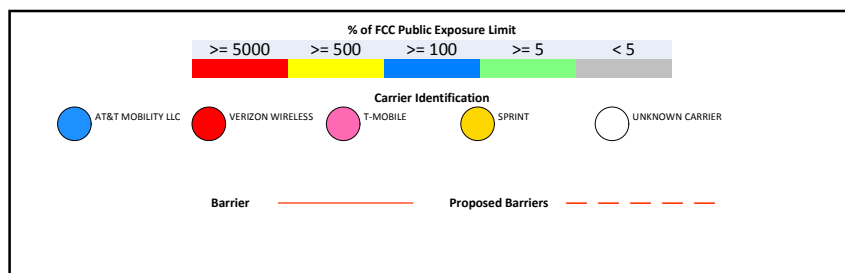 % of FCC Public Exposure Limit
>= 5000 >= 500 >= 100 >= 5 < 5
Carrier Identification
AT&T MOBILITY LLC VERIZON WIRELESS T-MOBILE SPRINT UNKNOWN CARRIER
Barrier Proposed Barriers